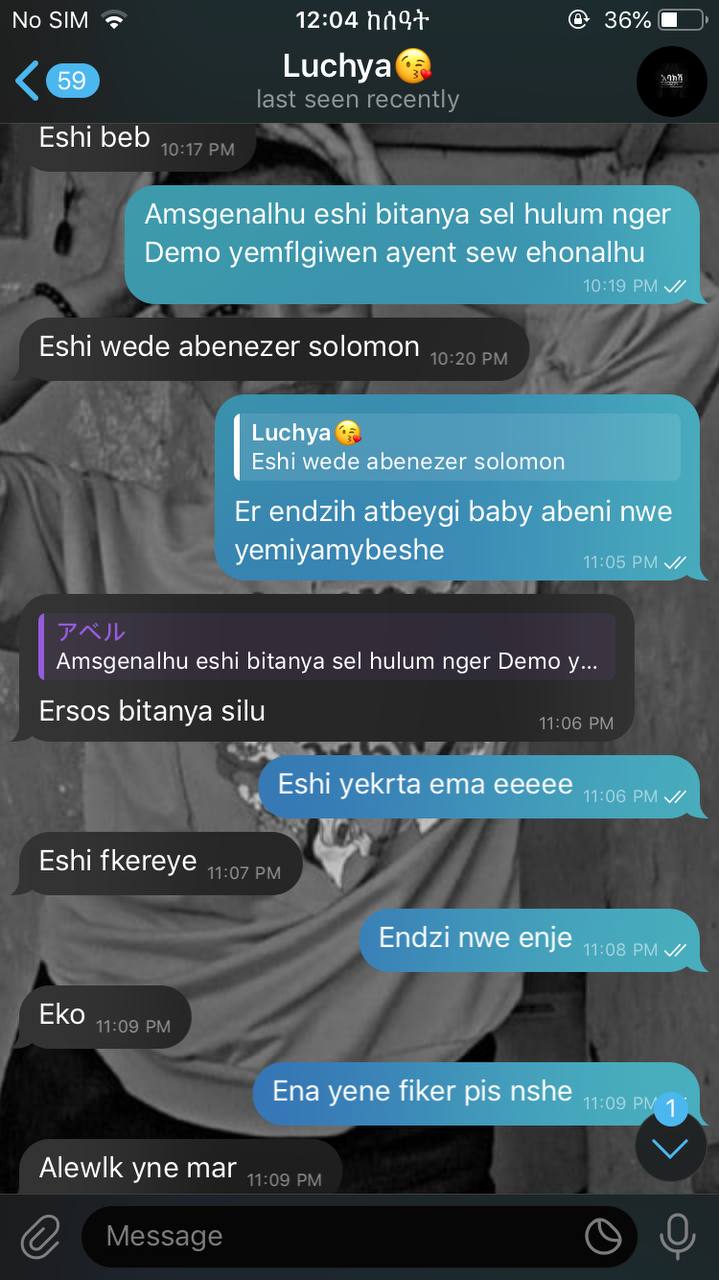 No SIM 12:04 ከሰዓት 36%
59 Luchya😘
last seen recently
Eshi beb 10:17 PM
Amsgenalhu eshi bitanya sel hulum nger
Demo yemflgiwen ayent sew ehonalhu
10:19 PM
Eshi wede abenezer solomon 10:20 PM
Luchya😘
Eshi wede abenezer solomon
Er endzih atbeygi baby abeni nwe
yemiyamybeshe 11:05 PM
アベル
Amsgenalhu eshi bitanya sel hulum nger Demo y...
Ersos bitanya silu 11:06 PM
Eshi yekrta ema eeeee 11:06 PM
Eshi fkereye 11:07 PM
Endzi nwe enje 11:08 PM
Eko 11:09 PM
Ena yene fiker pis nshe 11:09 PM
1
Alewlk yne mar 11:09 PM
Message